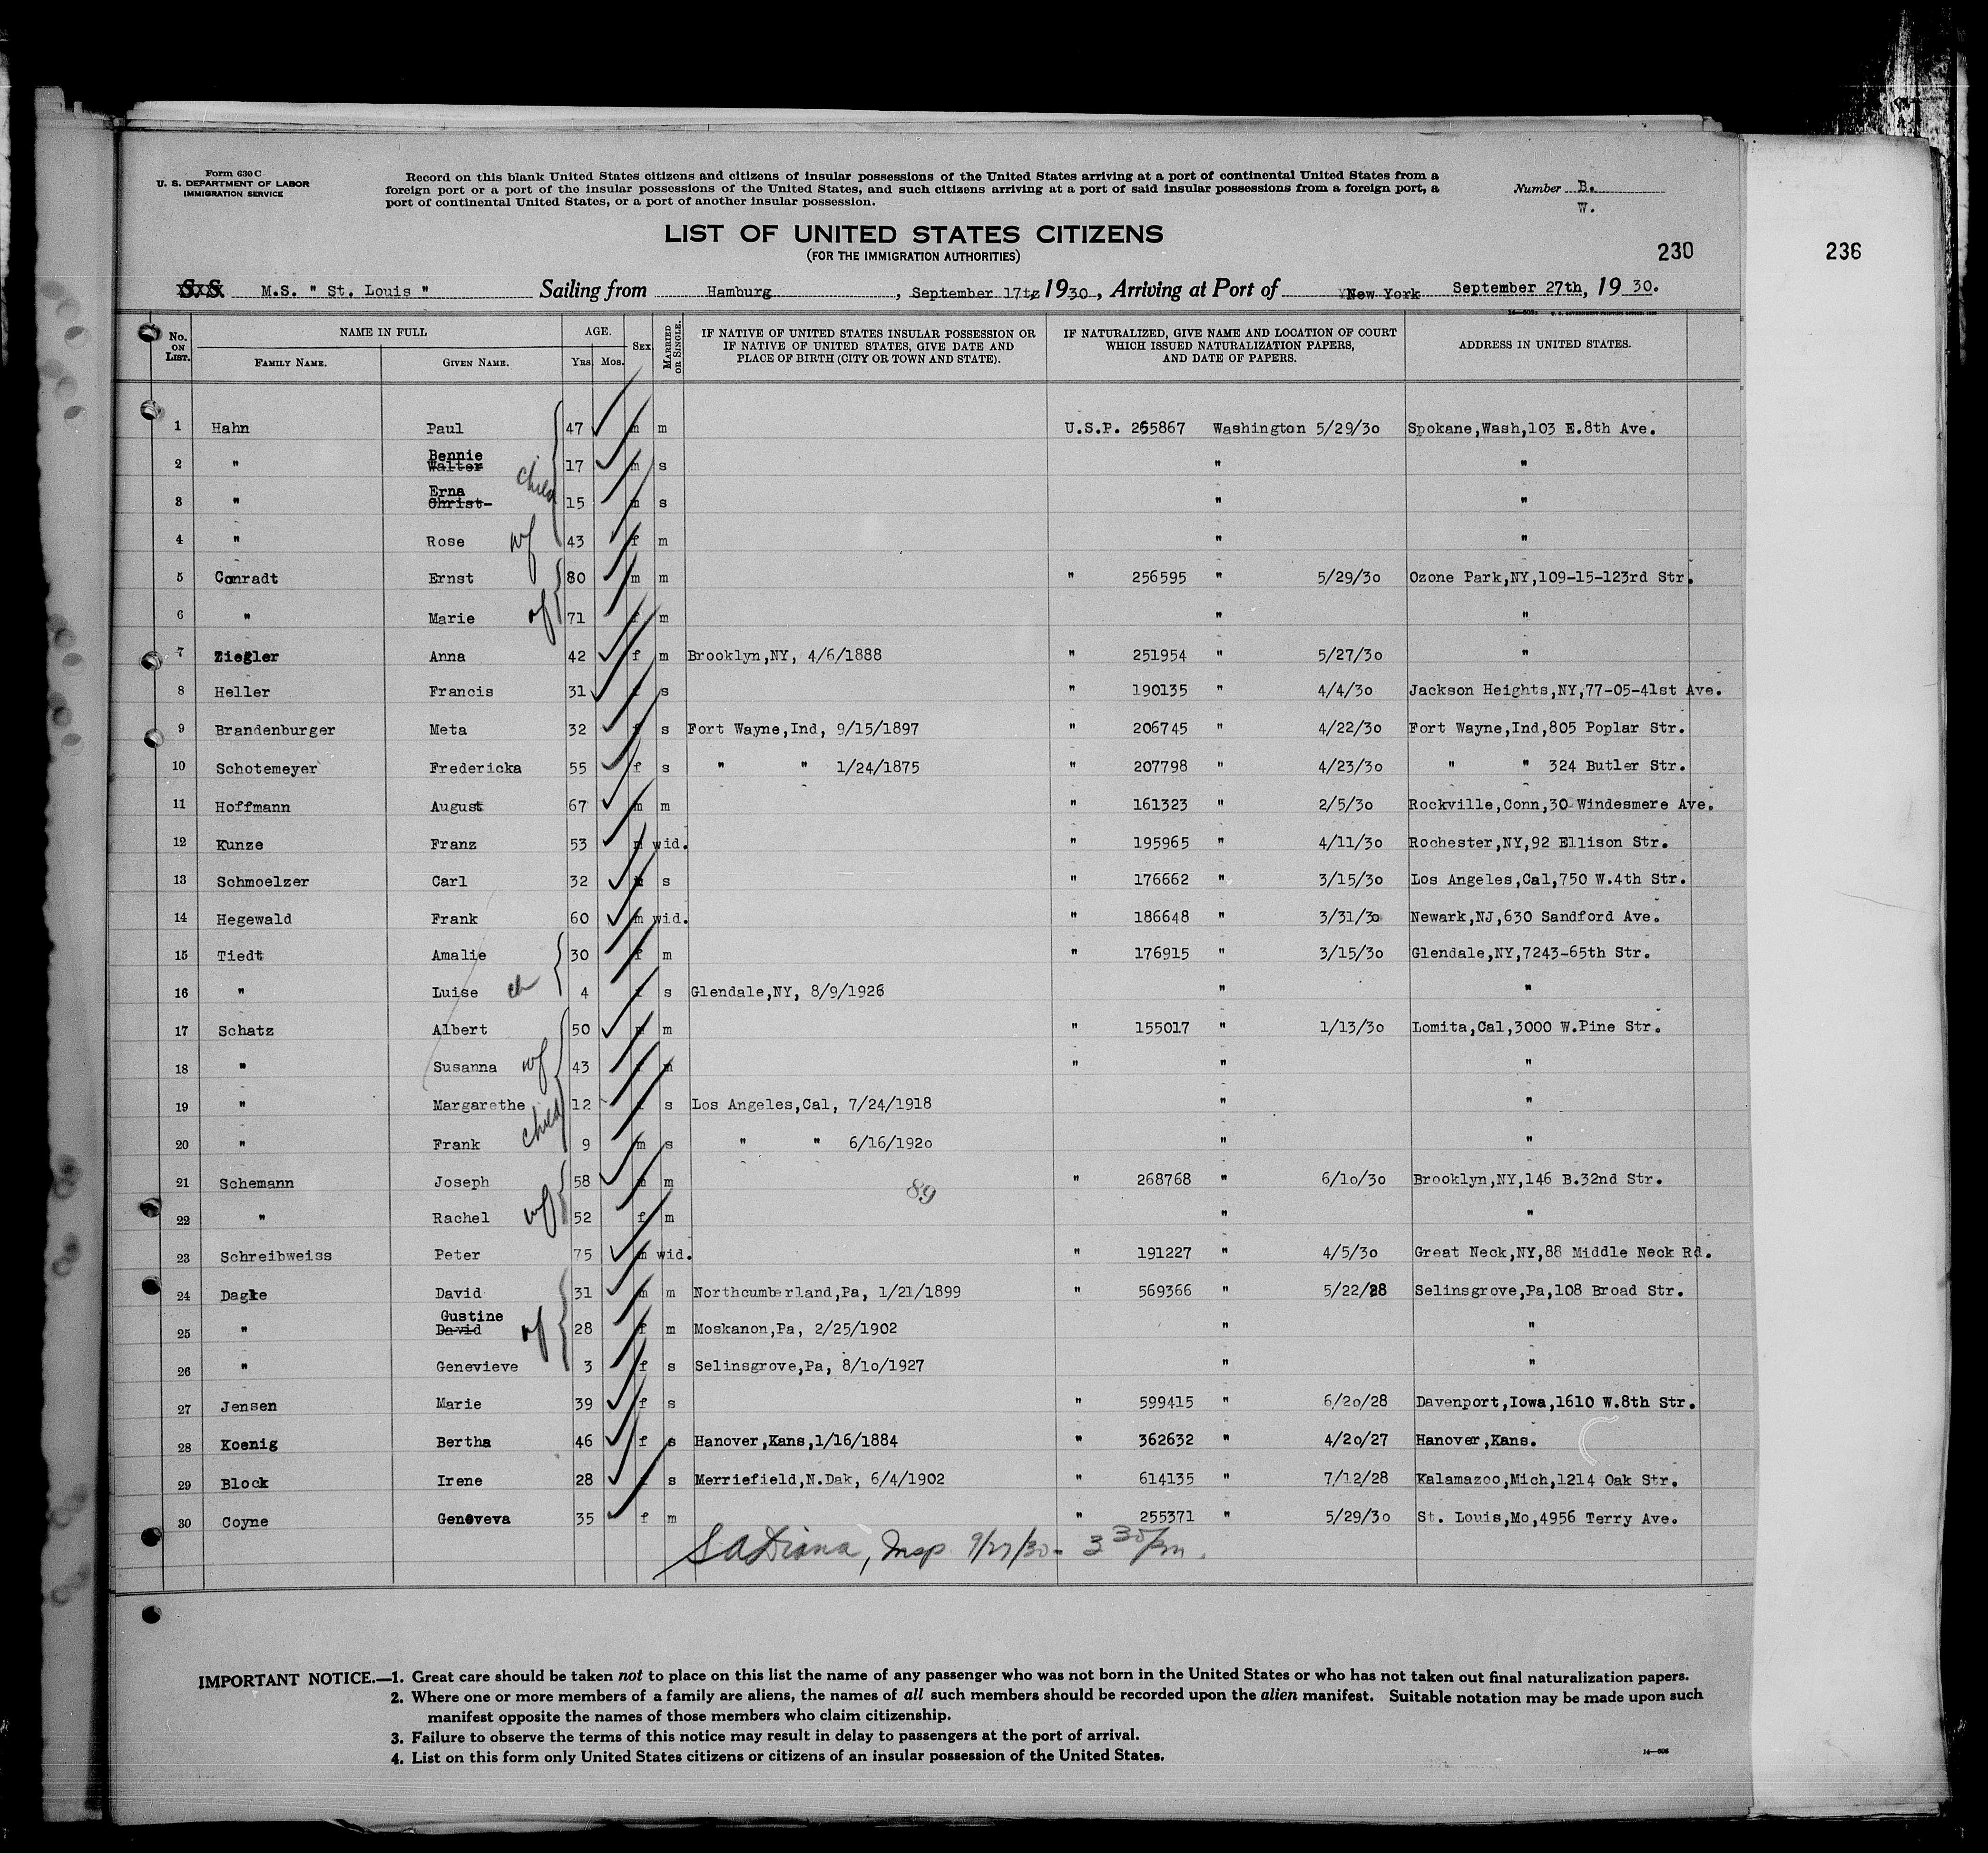 Form 630 C
U. S. DEPARTMENT OF LABOR
IMMIGRATION SERVICE
Record on this blank United States citizens and citizens of insular possessions of the United States arriving at a port of continental United States from a
foreign port or a port of the insular possessions of the United States, and such citizens arriving at a port of said insular possessions from a foreign port, a
port of continental United States, or a port of another insular possession.
Number B.
W.
LIST OF UNITED STATES CITIZENS
(FOR THE IMMIGRATION AUTHORITIES)
230
236
S.S. M.S. " St. Louis " Sailing from Hamburg, September 17th, 1930, Arriving at Port of New York September 27th, 1930.
No. ON LIST. NAME IN FULL FAMILY NAME. GIVEN NAME. AGE. YRS. MOS. SEX MARRIED OR SINGLE. IF NATIVE OF UNITED STATES INSULAR POSSESSION OR IF NATIVE OF UNITED STATES, GIVE DATE AND PLACE OF BIRTH (CITY OR TOWN AND STATE). IF NATURALIZED, GIVE NAME AND LOCATION OF COURT WHICH ISSUED NATURALIZATION PAPERS, AND DATE OF PAPERS. ADDRESS IN UNITED STATES.
1 Hahn Paul 47 m m U.S.P. 265867 Washington 5/29/30 Spokane,Wash,103 E.8th Ave.
2 " Bennie Walter child 17 m s " "
3 " Erna Christ- 15 m s " "
4 " Rose wf 43 f m " "
5 Conradt Ernst 80 m m " 256595 " 5/29/30 Ozone Park,NY,109-15-123rd Str.
6 " Marie wf 71 f m " "
7 Ziegler Anna 42 f m Brooklyn,NY, 4/6/1888 " 251954 " 5/27/30 "
8 Heller Francis 31 f s " 190135 " 4/4/30 Jackson Heights,NY,77-05-41st Ave.
9 Brandenburger Meta 32 f s Fort Wayne,Ind, 9/15/1897 " 206745 " 4/22/30 Fort Wayne,Ind,805 Poplar Str.
10 Schotemeyer Fredericka 55 f s " " 1/24/1875 " 207798 " 4/23/30 " " 324 Butler Str.
11 Hoffmann August 67 m m " 161323 " 2/5/30 Rockville,Conn,30 Windesmere Ave.
12 Kunze Franz 53 m wid. " 195965 " 4/11/30 Rochester,NY,92 Ellison Str.
13 Schmoelzer Carl 32 m s " 176662 " 3/15/30 Los Angeles,Cal,750 W.4th Str.
14 Hegewald Frank 60 m wid. " 186648 " 3/31/30 Newark,NJ,630 Sandford Ave.
15 Tiedt Amalie 30 f m " 176915 " 3/15/30 Glendale,NY,7243-65th Str.
16 " Luise ch 4 f s Glendale,NY, 8/9/1926 " "
17 Schatz Albert 50 m m " 155017 " 1/13/30 Lomita,Cal,3000 W.Pine Str.
18 " Susanna wf 43 f m " " "
19 " Margarethe child 12 f s Los Angeles,Cal, 7/24/1918 " "
20 " Frank 9 m s " " 6/16/1920 " "
21 Schemann Joseph 58 m m 89 " 268768 " 6/10/30 Brooklyn,NY,146 B.32nd Str.
22 " Rachel wf 52 f m " "
23 Schreibweiss Peter 75 m wid. " 191227 " 4/5/30 Great Neck,NY,88 Middle Neck Rd.
24 Dagle David 31 m m Northcumberland,Pa, 1/21/1899 " 569366 " 5/22/28 Selinsgrove,Pa,108 Broad Str.
25 " Gustine David wf 28 f m Moskanon,Pa, 2/25/1902 " "
26 " Genevieve 3 f s Selinsgrove,Pa, 8/10/1927 " "
27 Jensen Marie 39 f s " 599415 " 6/20/28 Davenport,Iowa,1610 W.8th Str.
28 Koenig Bertha 46 f s Hanover,Kans,1/16/1884 " 362632 " 4/20/27 Hanover,Kans.
29 Block Irene 28 f s Merriefield,N.Dak, 6/4/1902 " 614135 " 7/12/28 Kalamazoo,Mich,1214 Oak Str.
30 Coyne Geneveva 35 f m " 255371 " 5/29/30 St. Louis,Mo,4956 Terry Ave.
Insp 9/27/30 - 3 30 pm.
IMPORTANT NOTICE.—1. Great care should be taken not to place on this list the name of any passenger who was not born in the United States or who has not taken out final naturalization papers.
2. Where one or more members of a family are aliens, the names of all such members should be recorded upon the alien manifest. Suitable notation may be made upon such
manifest opposite the names of those members who claim citizenship.
3. Failure to observe the terms of this notice may result in delay to passengers at the port of arrival.
4. List on this form only United States citizens or citizens of an insular possession of the United States.